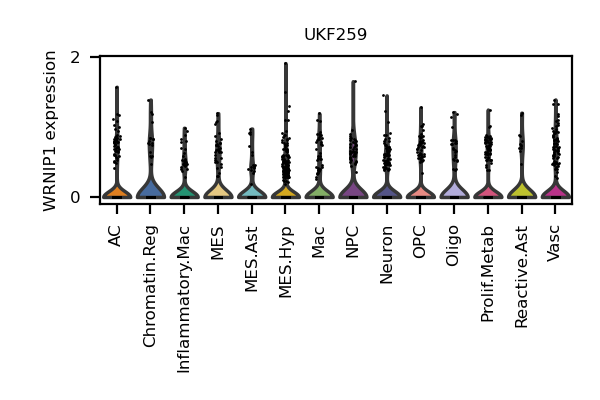 UKF259
WRNIP1 expression
2
0
AC
Chromatin.Reg
Inflammatory.Mac
MES
MES.Ast
MES.Hyp
Mac
NPC
Neuron
OPC
Oligo
Prolif.Metab
Reactive.Ast
Vasc